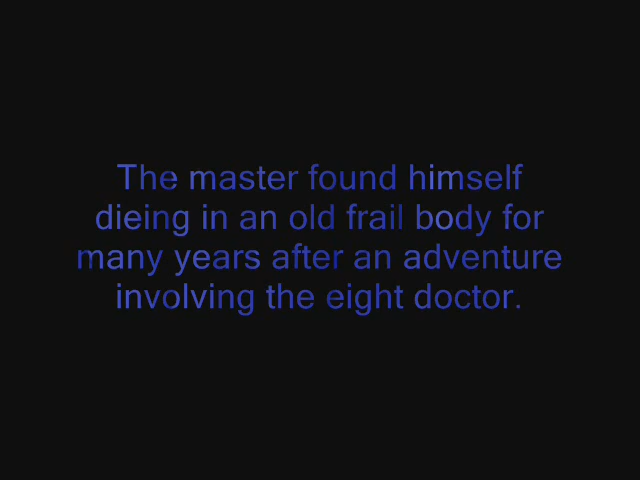 The master found himself
dieing in an old frail body for
many years after an adventure
involving the eight doctor.